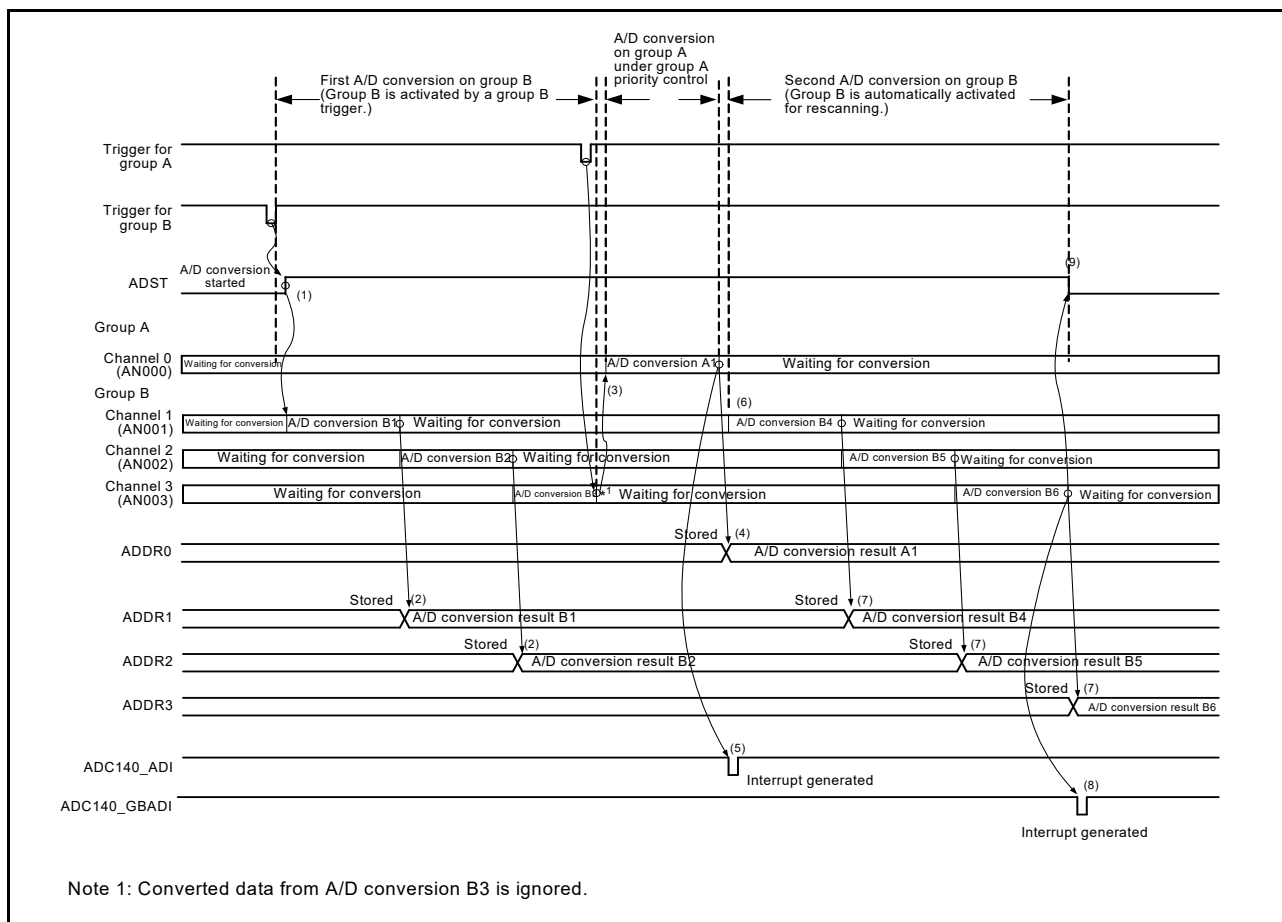 A/D conversion
on group A
under group A
priority control
First A/D conversion on group B
(Group B is activated by a group B
trigger.)
Second A/D conversion on group B
(Group B is automatically activated
for rescanning.)
Trigger for
group A
Trigger for
group B
A/D conversion
started
ADST
(1)
(9)
Group A
Channel 0
(AN000)
Waiting for conversion
A/D conversion A1
Waiting for conversion
Group B
(3)
(6)
Channel 1
(AN001)
Waiting for conversion
A/D conversion B1
Waiting for conversion
A/D conversion B4
Waiting for conversion
Channel 2
(AN002)
Waiting for conversion
A/D conversion B2
Waiting for conversion
A/D conversion B5
Waiting for conversion
Channel 3
(AN003)
Waiting for conversion
A/D conversion B3
*1
Waiting for conversion
A/D conversion B6
Waiting for conversion
ADDR0
Stored
(4)
A/D conversion result A1
ADDR1
Stored
(2)
A/D conversion result B1
Stored
(7)
A/D conversion result B4
ADDR2
Stored
(2)
A/D conversion result B2
Stored
(7)
A/D conversion result B5
ADDR3
Stored
(7)
A/D conversion result B6
ADC140_ADI
(5)
Interrupt generated
ADC140_GBADI
(8)
Interrupt generated
Note 1: Converted data from A/D conversion B3 is ignored.